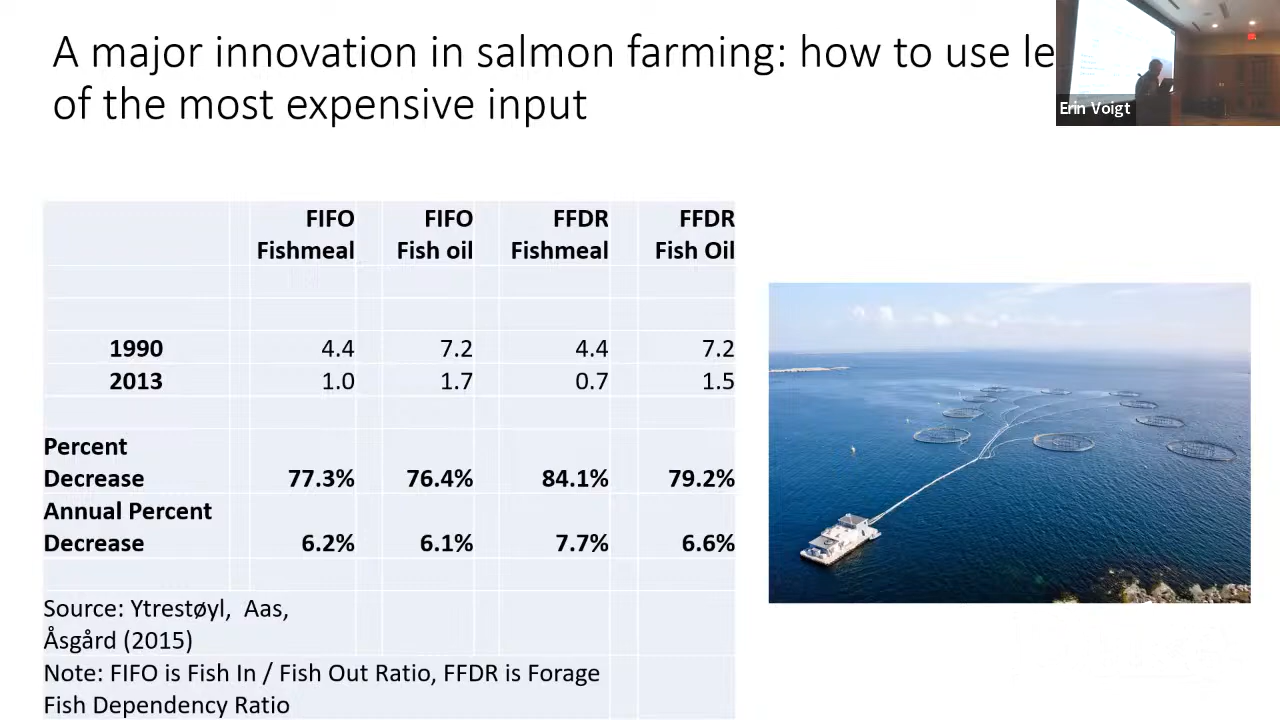 A major innovation in salmon farming: how to use le
of the most expensive input
Erin Voigt
FIFO Fishmeal FIFO Fish oil FFDR Fishmeal FFDR Fish Oil
1990 4.4 7.2 4.4 7.2
2013 1.0 1.7 0.7 1.5
Percent
Decrease 77.3% 76.4% 84.1% 79.2%
Annual Percent
Decrease 6.2% 6.1% 7.7% 6.6%
Source: Ytrestøyl, Aas,
Åsgård (2015)
Note: FIFO is Fish In / Fish Out Ratio, FFDR is Forage
Fish Dependency Ratio